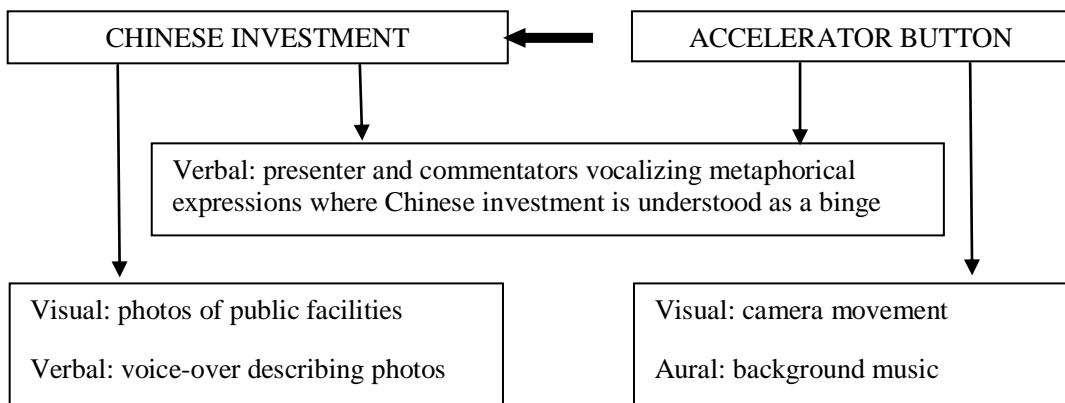 CHINESE INVESTMENT
ACCELERATOR BUTTON
Verbal: presenter and commentators vocalizing metaphorical
expressions where Chinese investment is understood as a binge
Visual: photos of public facilities
Verbal: voice-over describing photos
Visual: camera movement
Aural: background music